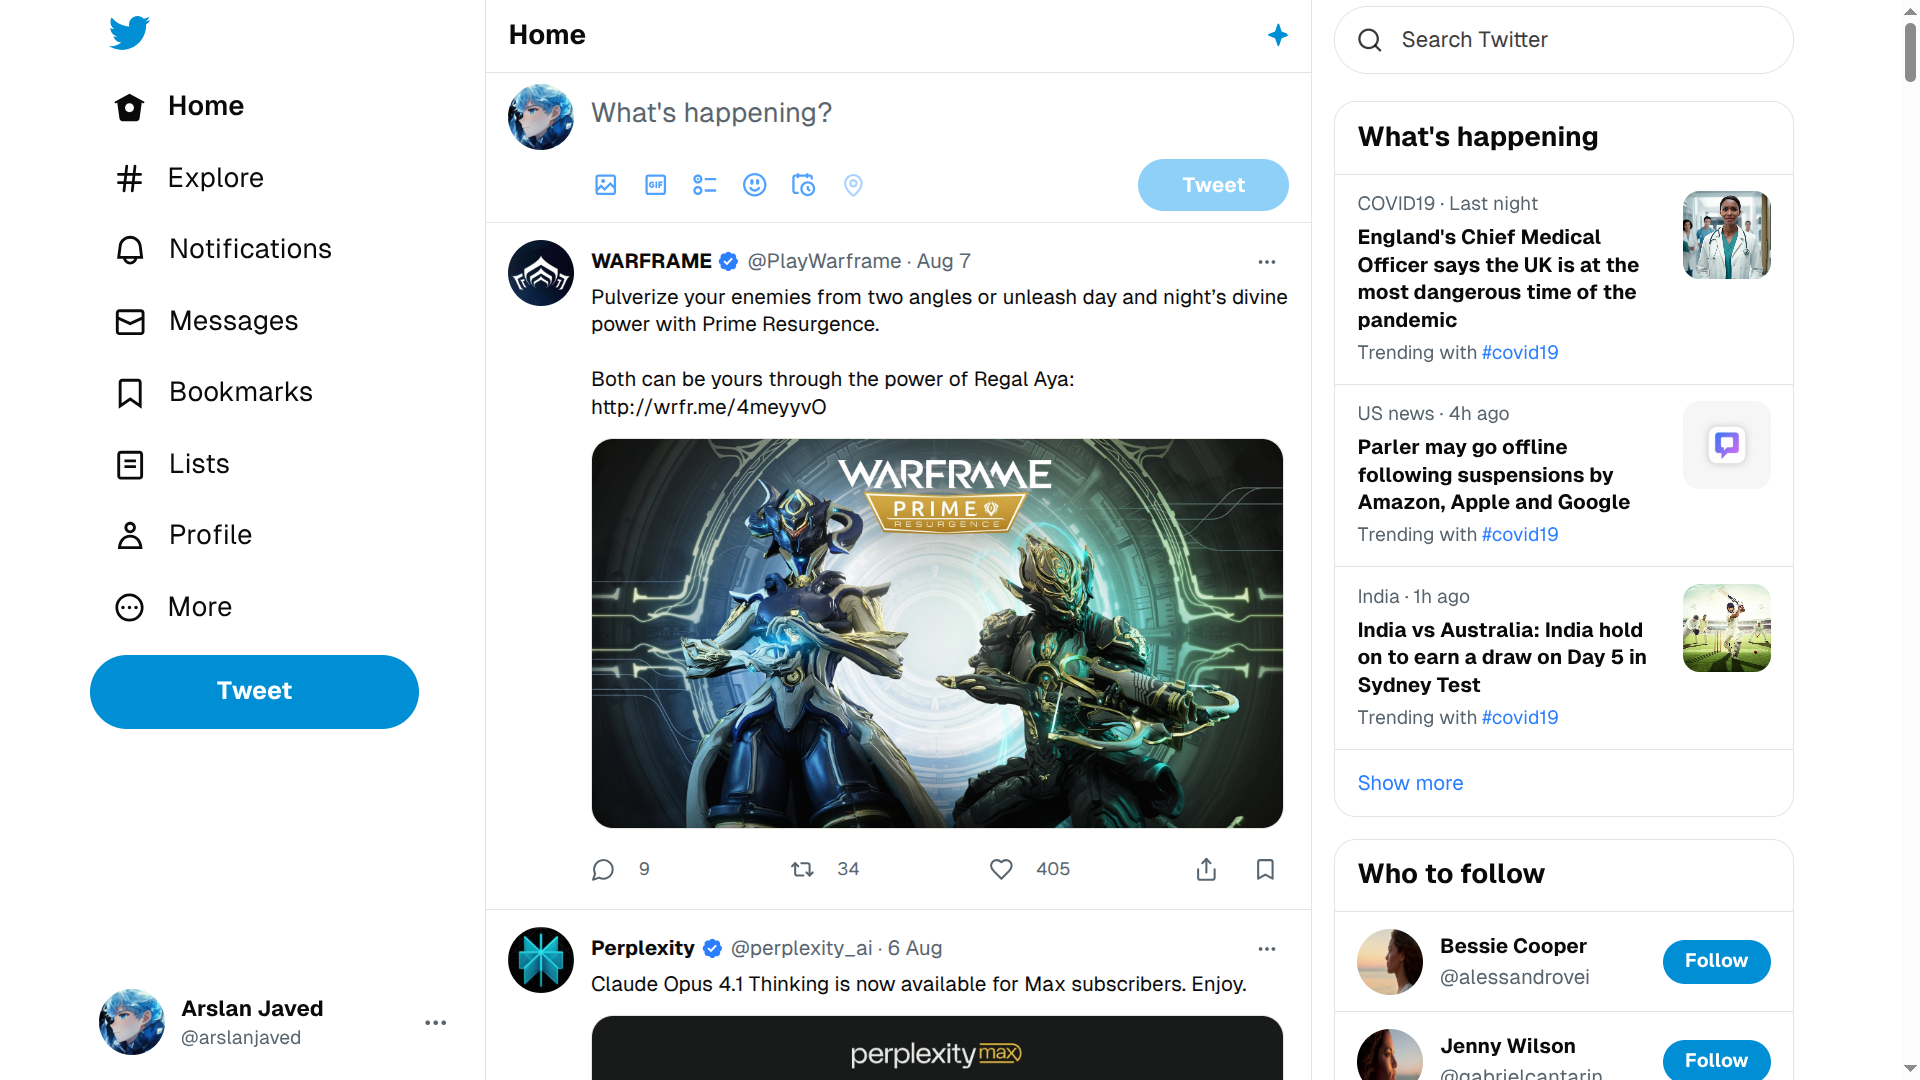 Home
Explore
Notifications
Messages
Bookmarks
Lists
Profile
More
Tweet
Arslan Javed
@arslanjaved
Home
What's happening?
GIF
Tweet
WARFRAME @PlayWarframe · Aug 7
Pulverize your enemies from two angles or unleash day and night’s divine
power with Prime Resurgence.
Both can be yours through the power of Regal Aya:
http://wrfr.me/4meyyvO
WARFRAME
PRIME
RESURGENCE
9
34
405
Perplexity @perplexity_ai · 6 Aug
Claude Opus 4.1 Thinking is now available for Max subscribers. Enjoy.
perplexity max
Search Twitter
What's happening
COVID19 · Last night
England's Chief Medical
Officer says the UK is at the
most dangerous time of the
pandemic
Trending with #covid19
US news · 4h ago
Parler may go offline
following suspensions by
Amazon, Apple and Google
Trending with #covid19
India · 1h ago
India vs Australia: India hold
on to earn a draw on Day 5 in
Sydney Test
Trending with #covid19
Show more
Who to follow
Bessie Cooper
@alessandrovei
Follow
Jenny Wilson
@gabrielcantarin
Follow